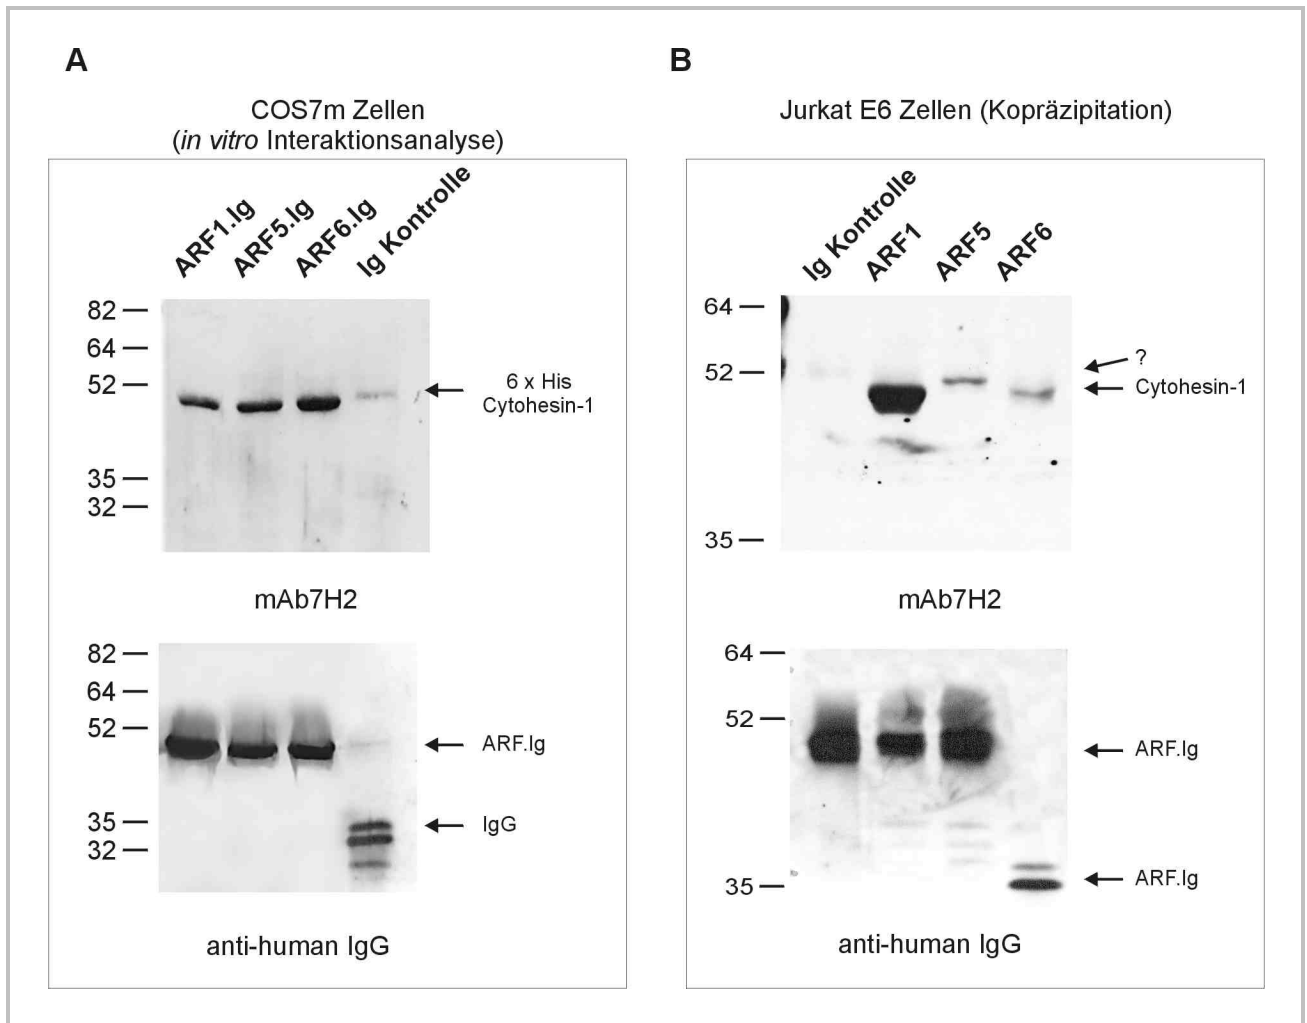 A
COS7m Zellen
(in vitro Interaktionsanalyse)
ARF1.Ig
ARF5.Ig
ARF6.Ig
Ig Kontrolle
82
64
52
35
32
6 x His
Cytohesin-1
mAb7H2
82
64
52
35
32
ARF.Ig
IgG
anti-human IgG
B
Jurkat E6 Zellen (Kopräzipitation)
Ig Kontrolle
ARF1
ARF5
ARF6
64
52
35
?
Cytohesin-1
mAb7H2
64
52
35
ARF.Ig
ARF.Ig
anti-human IgG